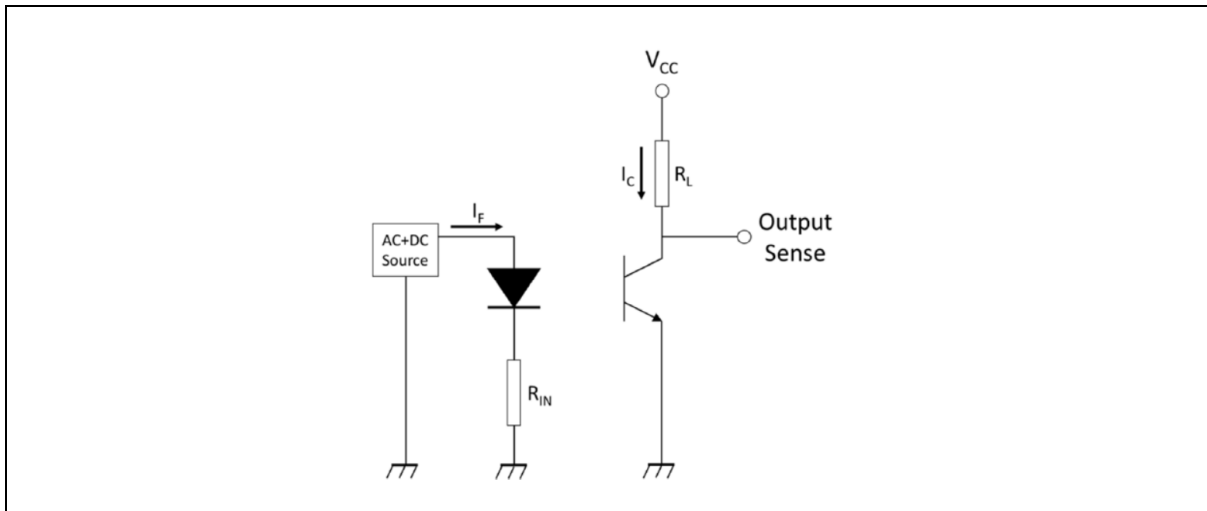 V_CC
I_C
R_L
Output
Sense
I_F
AC+DC
Source
R_IN